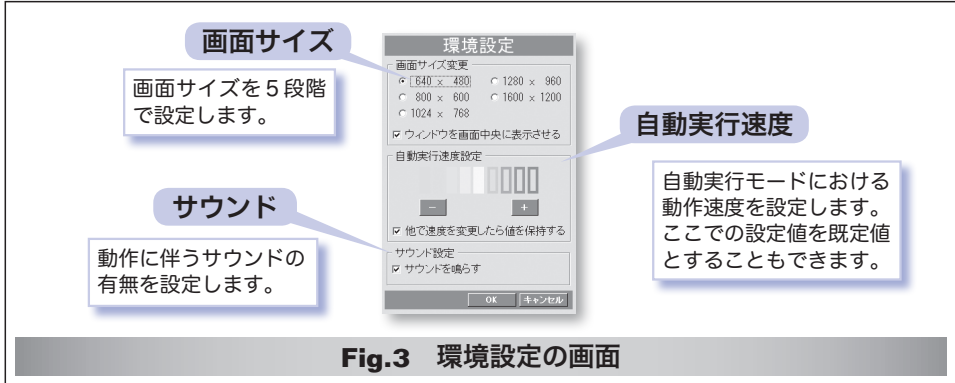 画面サイズ
画面サイズを5段階
で設定します。
サウンド
動作に伴うサウンドの
有無を設定します。
環境設定
画面サイズ変更
640 × 480
1280 × 960
800 × 600
1600 × 1200
1024 × 768
ウィンドウを画面中央に表示させる
自動実行速度設定
−
+
他で速度を変更したら値を保持する
サウンド設定
サウンドを鳴らす
OK
キャンセル
自動実行速度
自動実行モードにおける
動作速度を設定します。
ここでの設定値を既定値
とすることもできます。
Fig.3 環境設定の画面